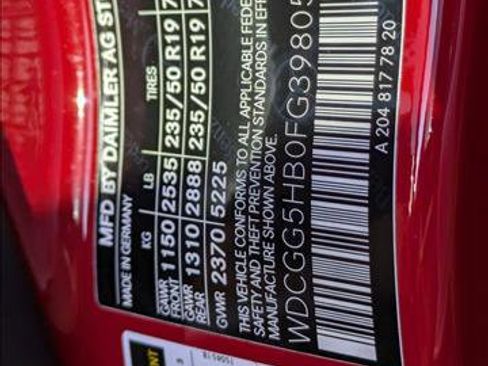 MFD BY DAIMLER AG ST
MADE IN GERMANY
KG LB TIRES
GAWR FRONT 1150 2535 235/50 R19 7
GAWR REAR 1310 2888 235/50 R19 7
GVWR 2370 5225
THIS VEHICLE CONFORMS TO ALL APPLICABLE FEDE
SAFETY AND THEFT PREVENTION STANDARDS IN EFF
MANUFACTURE SHOWN ABOVE.
WDCGG5HB0FG39805
A 204 817 78 20